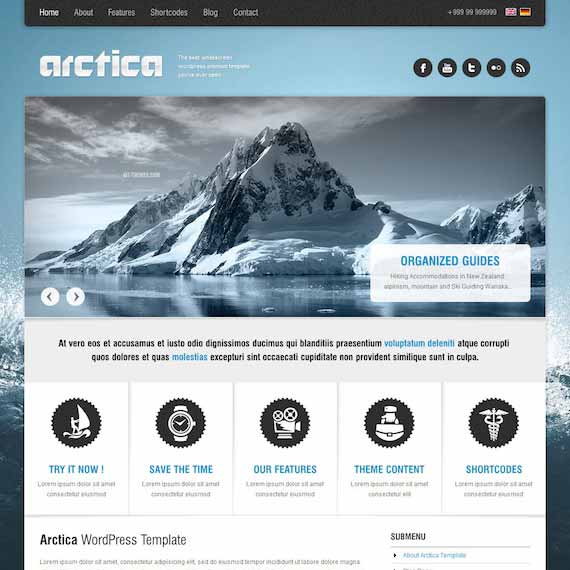 Home About Features Shortcodes Blog Contact +999 99 999999
arctica
The best widescreen
wordpress premium template
you've ever seen
ORGANIZED GUIDES
Hiking Accommodations in New Zealand
alpinism, mountain and Ski Guiding Wanaka..
At vero eos et accusamus et iusto odio dignissimos ducimus qui blanditiis praesentium voluptatum deleniti atque corrupti
quos dolores et quas molestias excepturi sint occaecati cupiditate non provident similique sunt in culpa.
TRY IT NOW !
Lorem ipsum dolor sit amet
consectetur eiusmod
SAVE THE TIME
Lorem ipsum dolor sit amet
consectetur eiusmod
OUR FEATURES
Lorem ipsum dolor sit amet
consectetur eiusmod
THEME CONTENT
Lorem ipsum dolor sit amet
consectetur elit
SHORTCODES
Lorem ipsum dolor sit amet
consectetur eiusmod
Arctica WordPress Template
Lorem ipsum dolor sit amet, consectetur adipiscing elit, sed do eiusmod tempor incididunt ut labore et dolore magna
SUBMENU
About Arctica Template